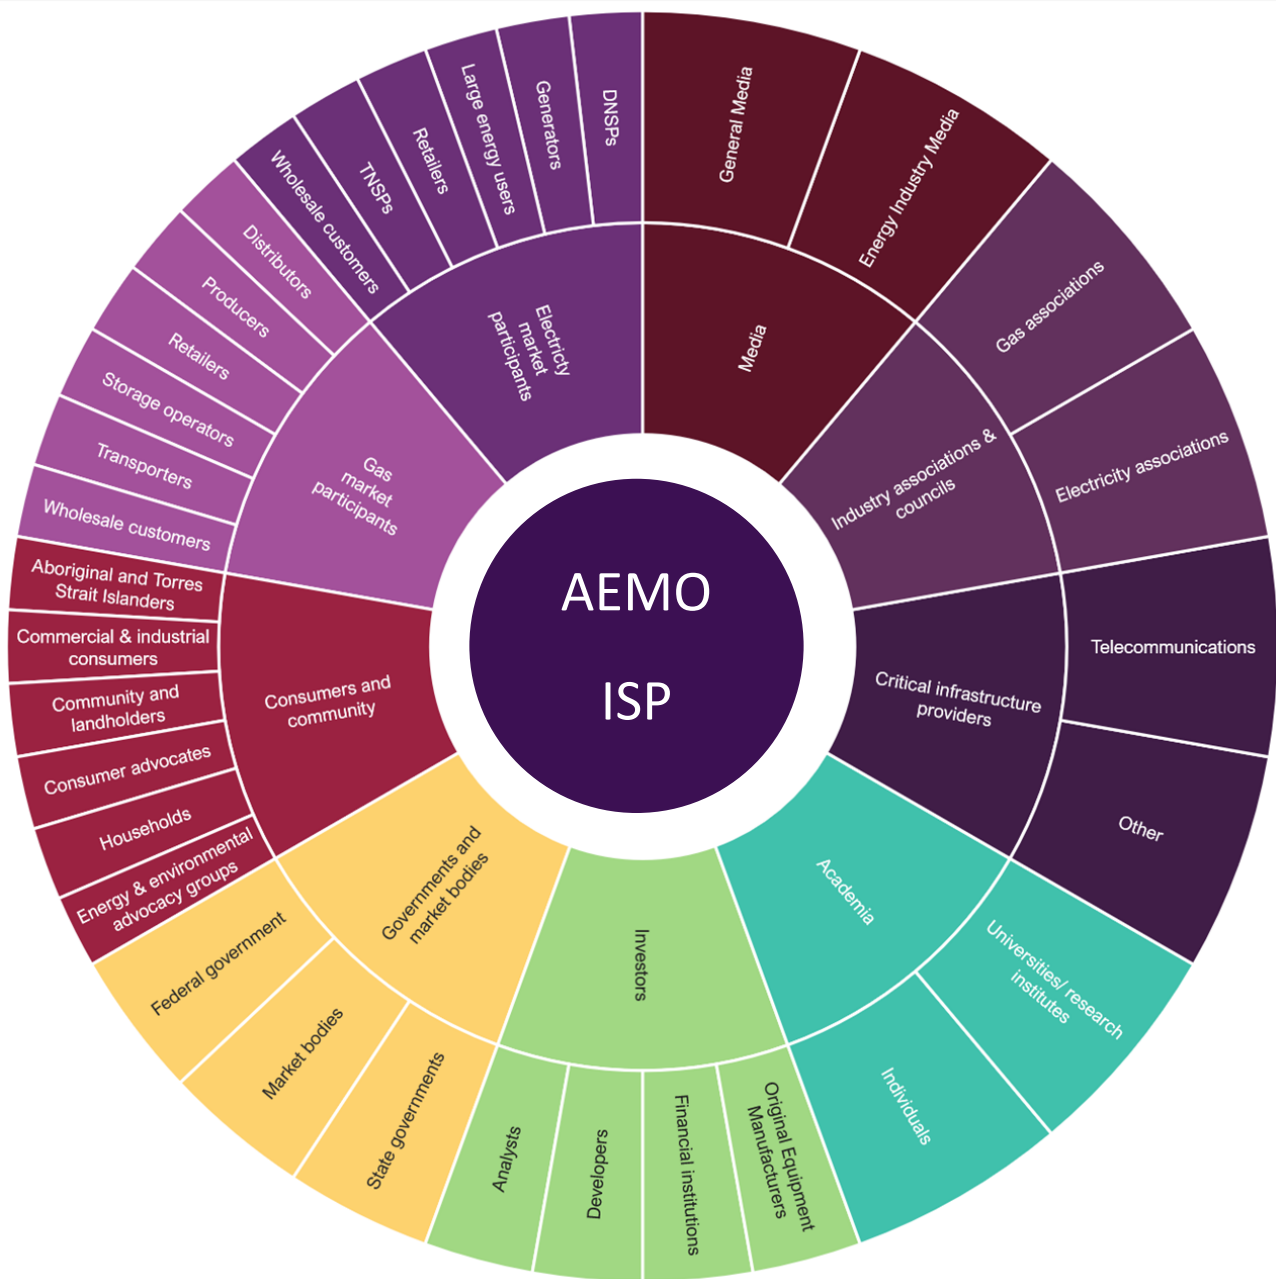 AEMO
ISP
Media
General Media
Energy Industry Media
Industry associations &
councils
Gas associations
Electricity associations
Critical infrastructure
providers
Telecommunications
Other
Academia
Universities/ research
institutes
Individuals
Investors
Original Equipment
Manufacturers
Financial institutions
Developers
Analysts
Governments and
market bodies
State governments
Market bodies
Federal government
Consumers and
community
Energy & environmental
advocacy groups
Households
Consumer advocates
Community and
landholders
Commercial & industrial
consumers
Aboriginal and Torres
Strait Islanders
Gas
market
participants
Wholesale customers
Transporters
Storage operators
Retailers
Producers
Distributors
Electricty
market
participants
Wholesale customers
TNSPs
Retailers
Large energy users
Generators
DNSPs